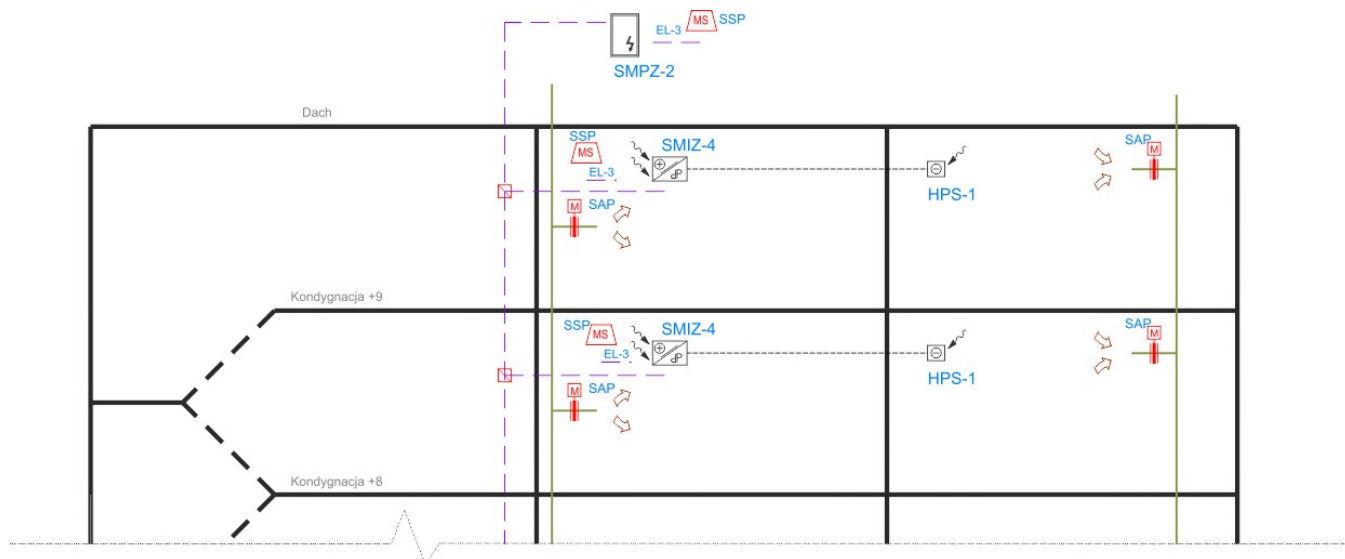 MS SSP
EL-3
SMPZ-2
Dach
SSP
MS
SMIZ-4
EL-3
HPS-1
SAP
M
M SAP
Kondygnacja +9
SSP
MS
SMIZ-4
EL-3
HPS-1
SAP
M
M SAP
Kondygnacja +8